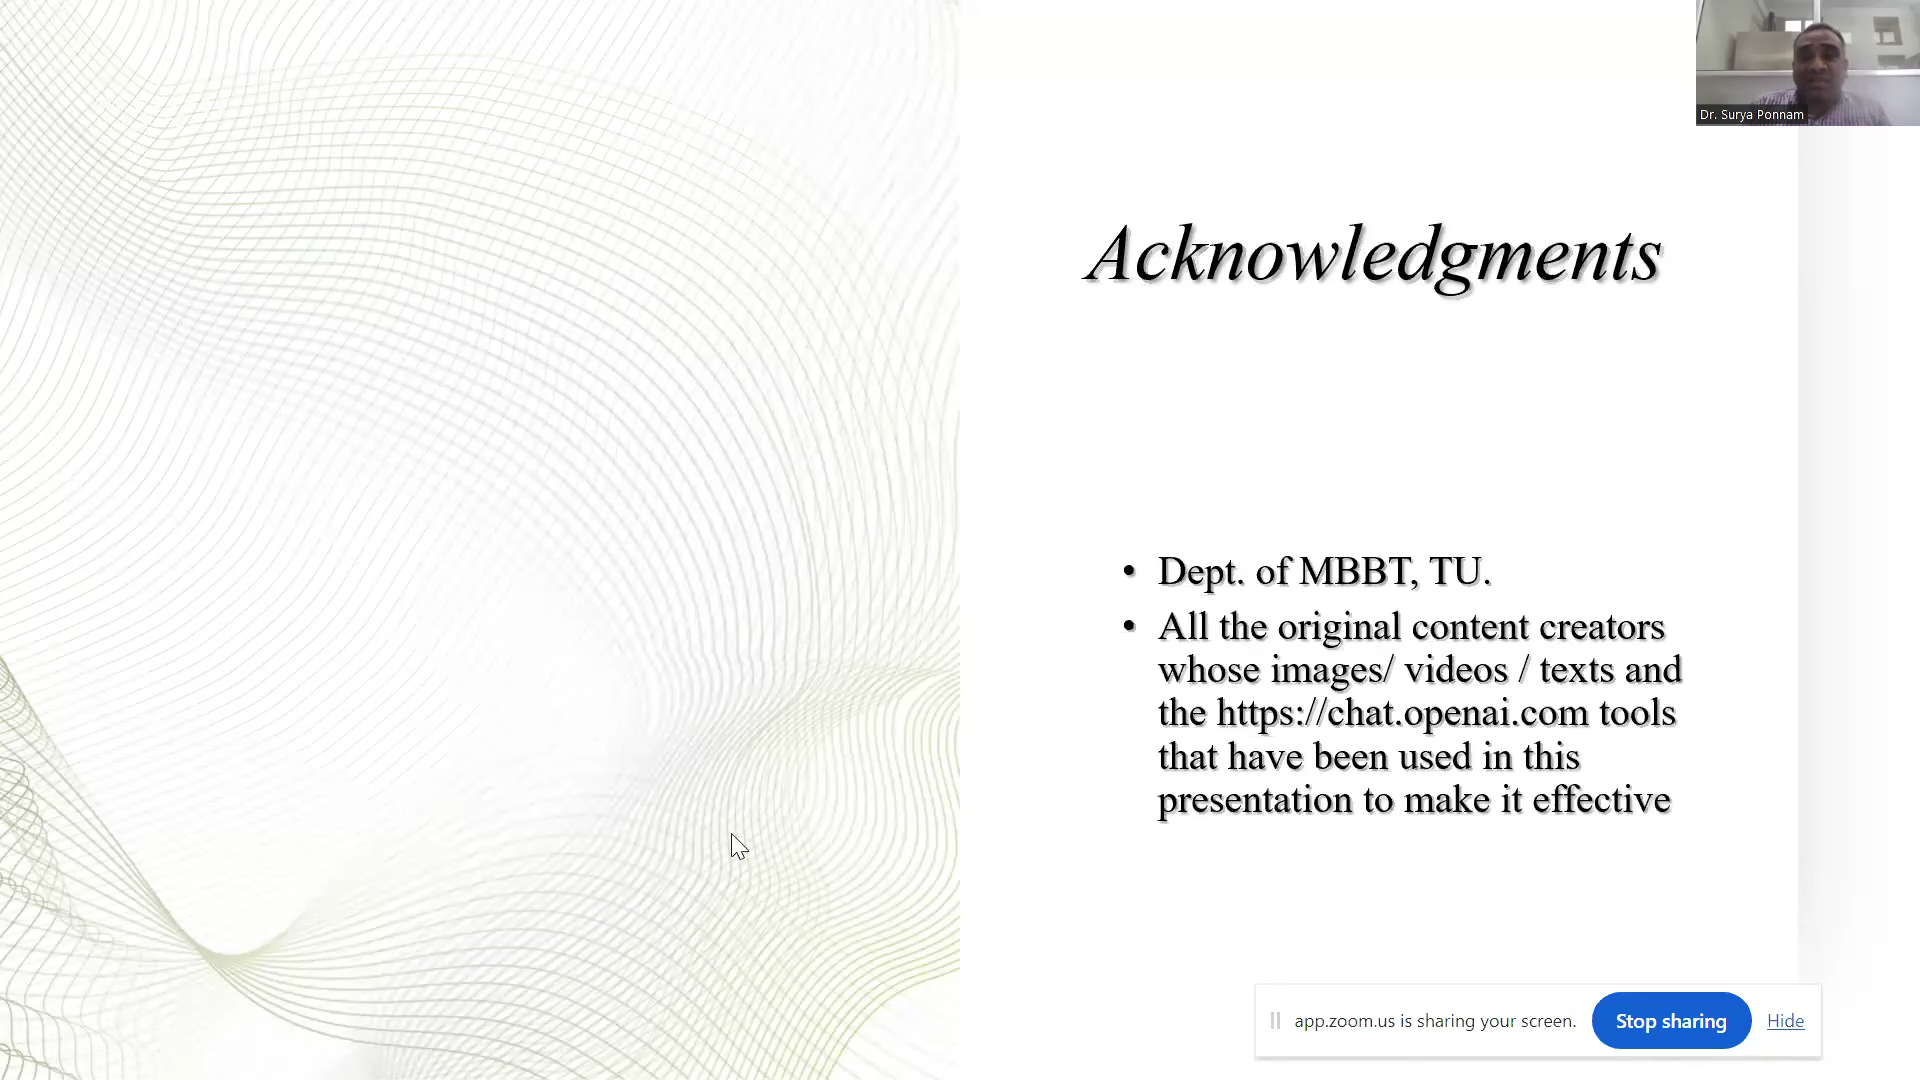 Dr. Surya Ponnam
Acknowledgments
• Dept. of MBBT, TU.
• All the original content creators
whose images/ videos / texts and
the https://chat.openai.com tools
that have been used in this
presentation to make it effective
app.zoom.us is sharing your screen. Stop sharing Hide